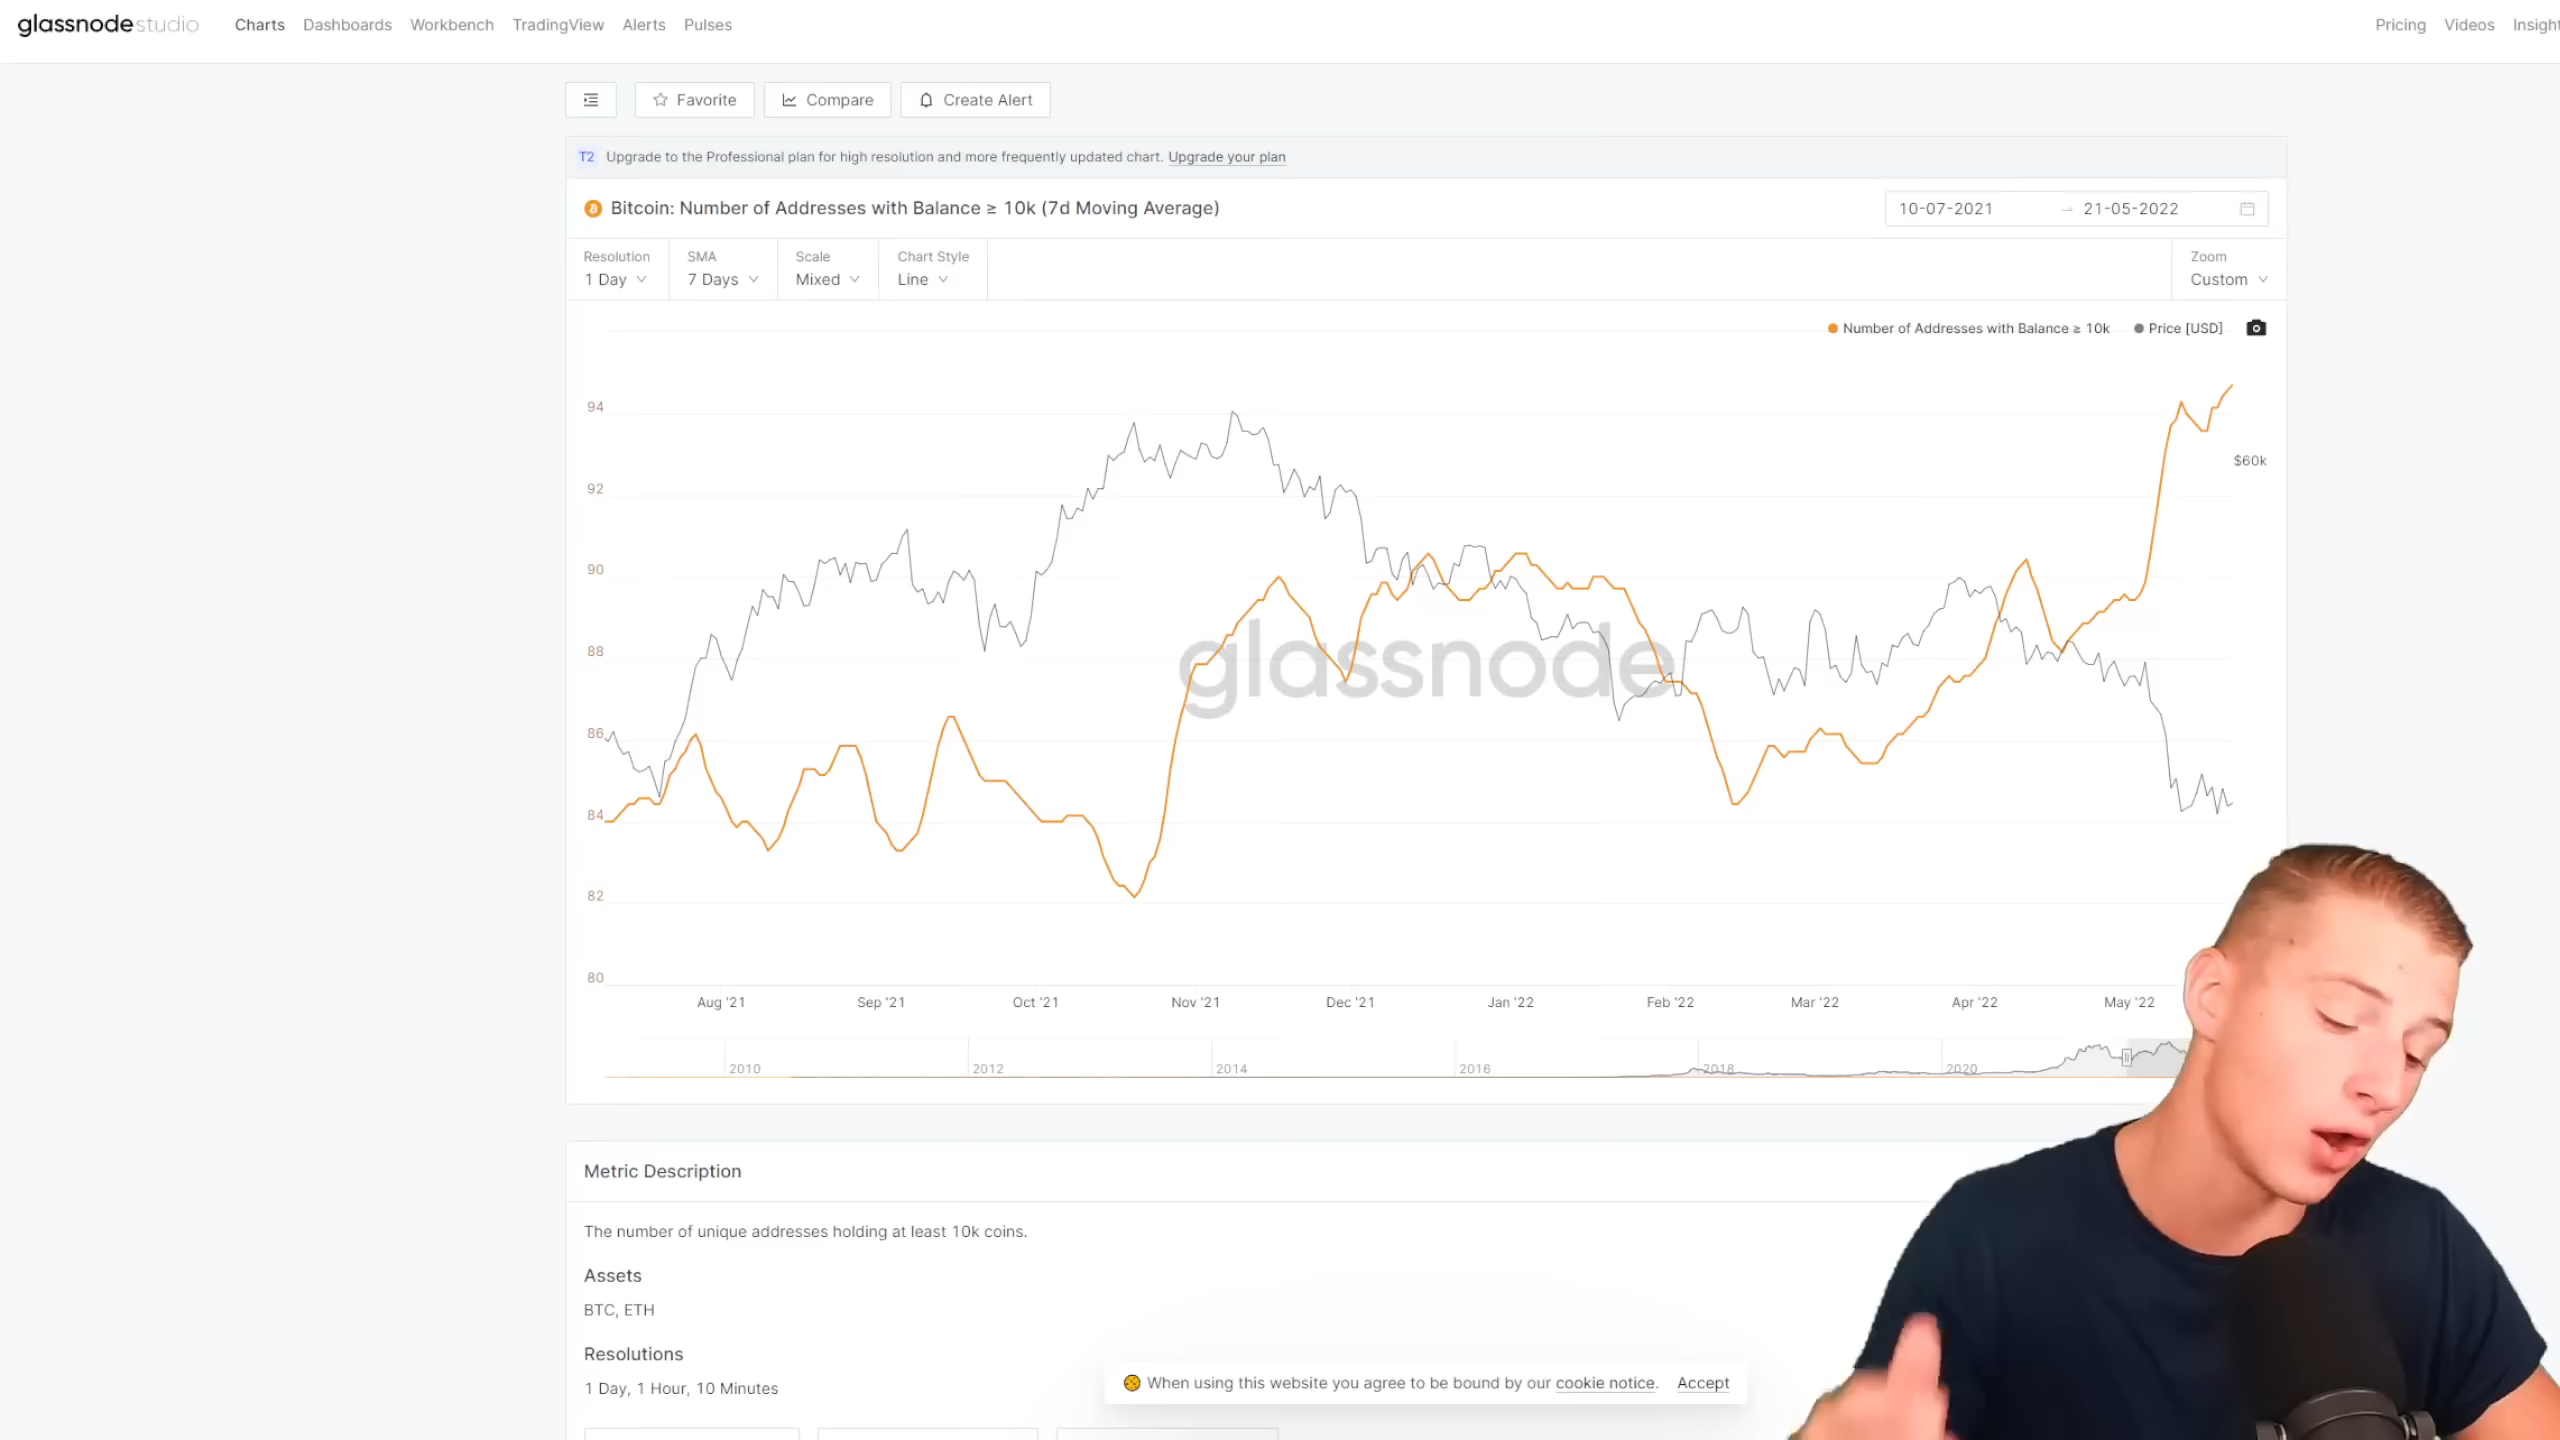 glassnode studio Charts Dashboards Workbench TradingView Alerts Pulses Pricing Videos Insight
Favorite Compare Create Alert
T2 Upgrade to the Professional plan for high resolution and more frequently updated chart. Upgrade your plan
Bitcoin: Number of Addresses with Balance ≥ 10k (7d Moving Average) 10-07-2021 → 21-05-2022
Resolution SMA Scale Chart Style Zoom
1 Day 7 Days Mixed Line Custom
Number of Addresses with Balance ≥ 10k Price [USD]
94
$60k
92
90
88
glassnode
86
84
82
80
Aug '21 Sep '21 Oct '21 Nov '21 Dec '21 Jan '22 Feb '22 Mar '22 Apr '22 May '22
2010 2012 2014 2016 2018 2020
Metric Description
The number of unique addresses holding at least 10k coins.
Assets
BTC, ETH
Resolutions
1 Day, 1 Hour, 10 Minutes
When using this website you agree to be bound by our cookie notice. Accept